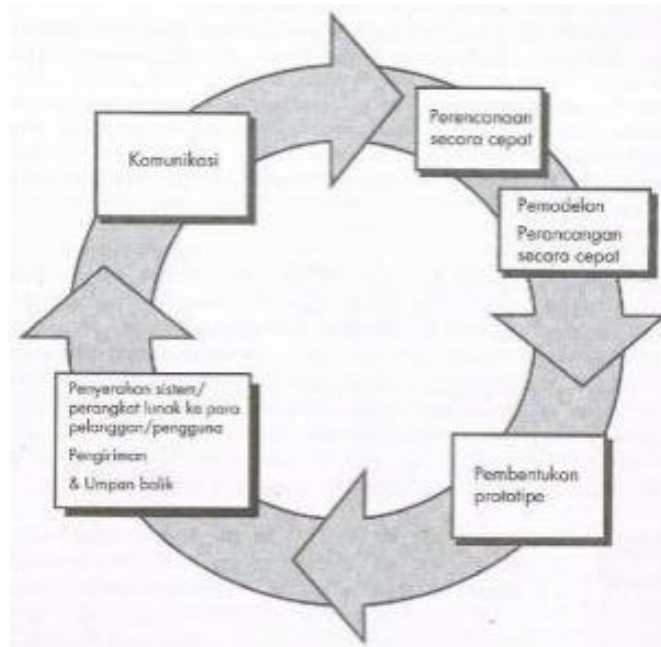 Komunikasi
Perencanaan
secara cepat
Pemodelan
Perancangan
secara cepat
Pembentukan
prototipe
Penyerahan sistem/
perangkat lunak ke para
pelanggan/pengguna
Pengiriman
& Umpan balik